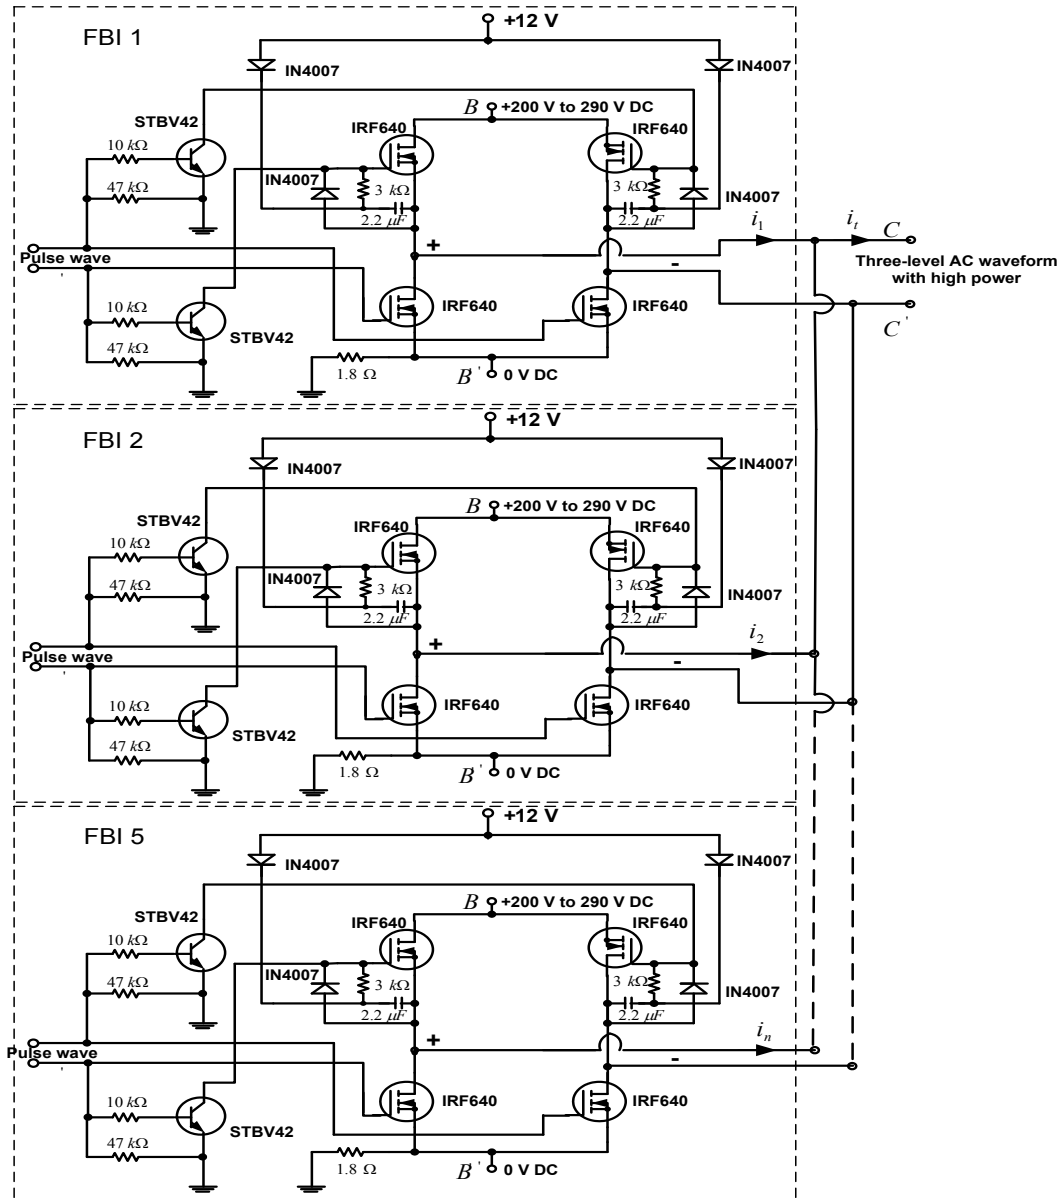 FBI 1
+12 V
IN4007
IN4007
STBV42
B
+200 V to 290 V DC
IRF640
IRF640
10 kΩ
47 kΩ
IN4007
3 kΩ
2.2 μF
3 kΩ
2.2 μF
IN4007
Pulse wave
'
+
-
i1
it
C
Three-level AC waveform
with high power
C'
10 kΩ
47 kΩ
STBV42
IRF640
IRF640
1.8 Ω
B'
0 V DC
FBI 2
+12 V
IN4007
IN4007
STBV42
B
+200 V to 290 V DC
IRF640
IRF640
10 kΩ
47 kΩ
IN4007
3 kΩ
2.2 μF
3 kΩ
2.2 μF
IN4007
Pulse wave
'
+
-
i2
10 kΩ
47 kΩ
STBV42
IRF640
IRF640
1.8 Ω
B'
0 V DC
FBI 5
+12 V
IN4007
IN4007
STBV42
B
+200 V to 290 V DC
IRF640
IRF640
10 kΩ
47 kΩ
IN4007
3 kΩ
2.2 μF
3 kΩ
2.2 μF
IN4007
Pulse wave
'
+
-
in
10 kΩ
47 kΩ
STBV42
IRF640
IRF640
1.8 Ω
B'
0 V DC